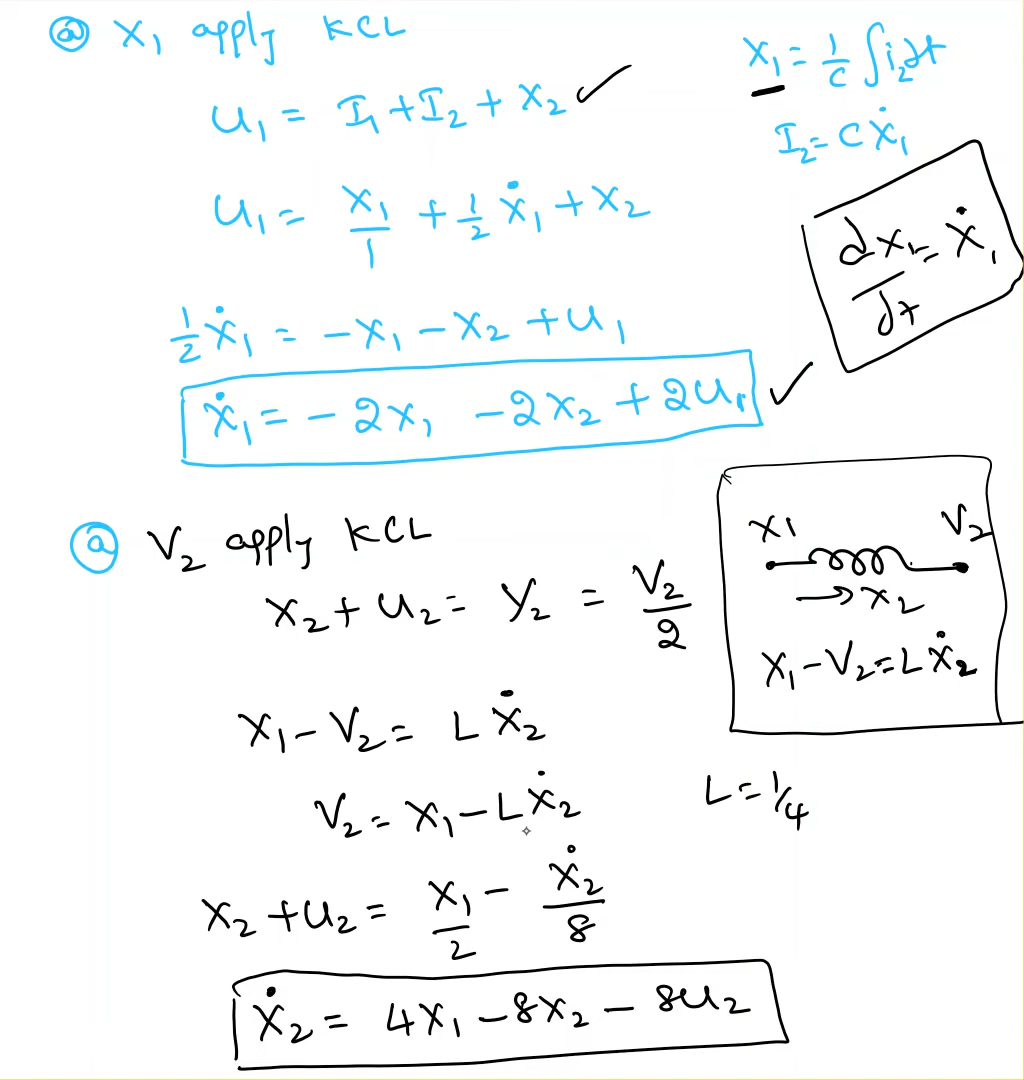 @ x₁ apply KCL
u₁ = I₁ + I₂ + x₂ ✓
x₁ = 1/C ∫i₂dt
I₂ = Cẋ₁
u₁ = x₁/1 + 1/2 ẋ₁ + x₂
dx₁/dt = ẋ₁
1/2 ẋ₁ = -x₁ - x₂ + u₁
ẋ₁ = -2x₁ -2x₂ + 2u₁ ✓
@ V₂ apply KCL
x₂ + u₂ = y₂ = V₂/2
x1 V₂
→ x₂
x₁ - V₂ = Lẋ₂
x₁ - V₂ = Lẋ₂
V₂ = x₁ - Lẋ₂
L = 1/4
x₂ + u₂ = x₁/2 - ẋ₂/8
ẋ₂ = 4x₁ - 8x₂ - 8u₂